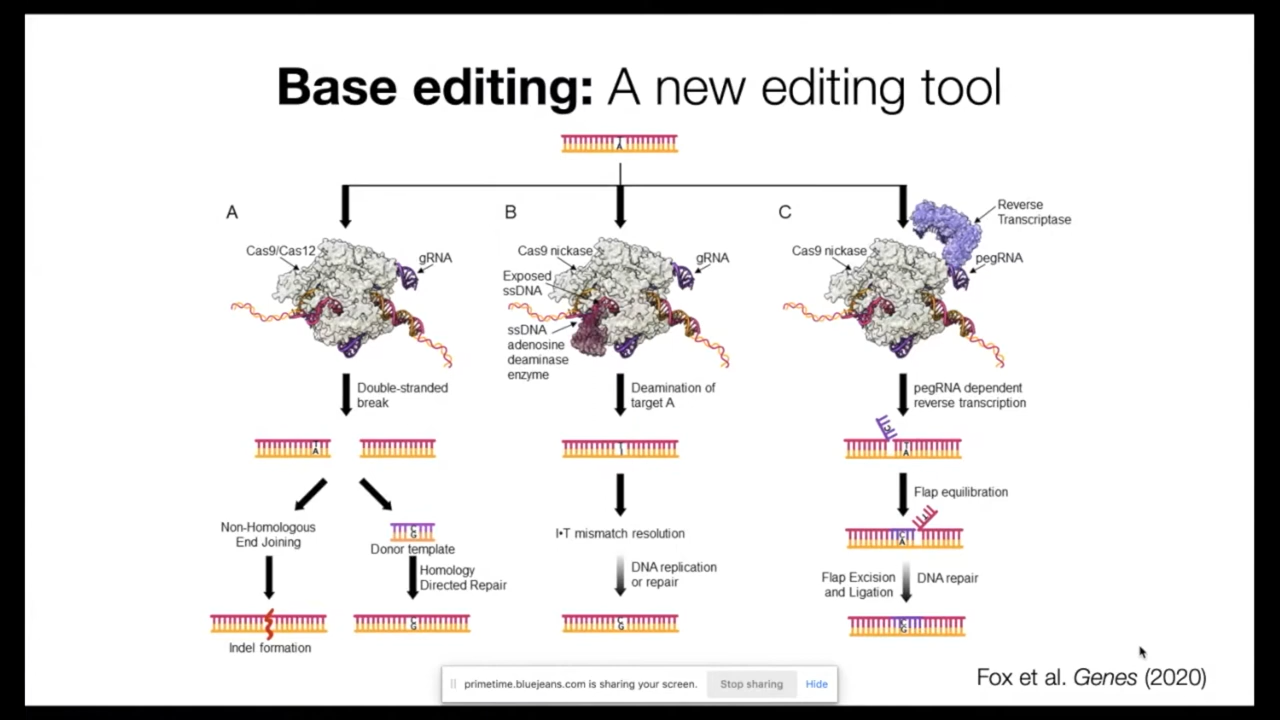 Base editing: A new editing tool
A
A
B
C
Cas9/Cas12
gRNA
Cas9 nickase
gRNA
Exposed
ssDNA
ssDNA
adenosine
deaminase
enzyme
Cas9 nickase
Reverse
Transcriptase
pegRNA
Double-stranded
break
Deamination of
target A
pegRNA dependent
reverse transcription
A
I
A
Non-Homologous
End Joining
C
G
Donor template
Homology
Directed Repair
I•T mismatch resolution
DNA replication
or repair
Flap equilibration
C
A
Flap Excision
and Ligation
DNA repair
Indel formation
C
G
C
G
C
G
Fox et al. Genes (2020)
primetime.bluejeans.com is sharing your screen.
Stop sharing
Hide